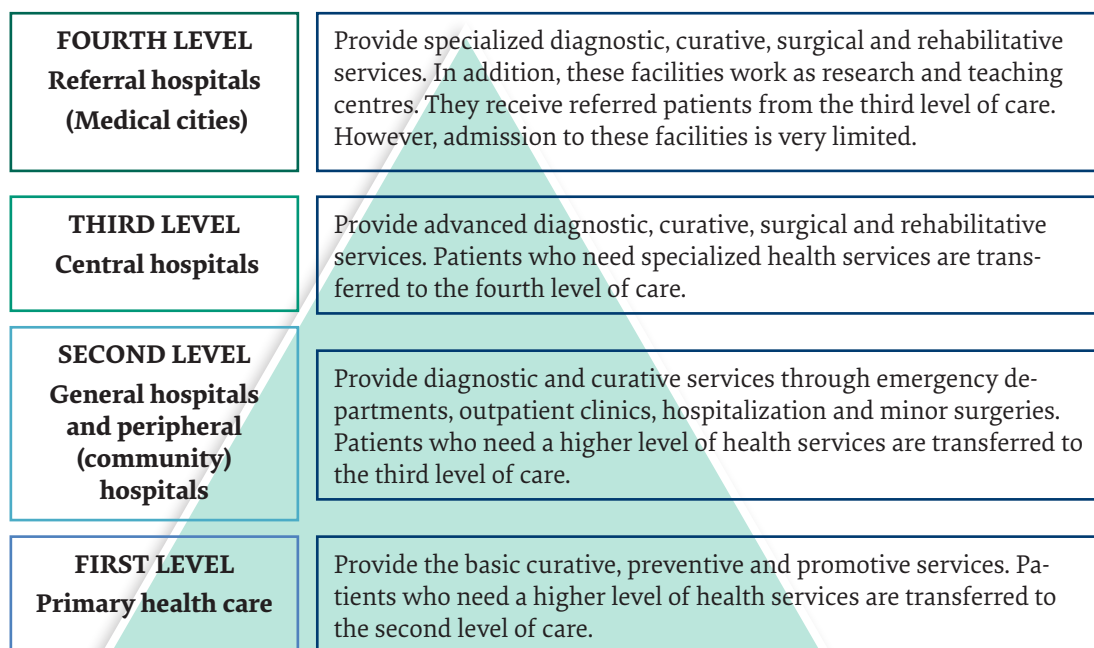 FOURTH LEVEL
Referral hospitals
(Medical cities)
Provide specialized diagnostic, curative, surgical and rehabilitative
services. In addition, these facilities work as research and teaching
centres. They receive referred patients from the third level of care.
However, admission to these facilities is very limited.
THIRD LEVEL
Central hospitals
Provide advanced diagnostic, curative, surgical and rehabilitative
services. Patients who need specialized health services are trans-
ferred to the fourth level of care.
SECOND LEVEL
General hospitals
and peripheral
(community)
hospitals
Provide diagnostic and curative services through emergency de-
partments, outpatient clinics, hospitalization and minor surgeries.
Patients who need a higher level of health services are transferred to
the third level of care.
FIRST LEVEL
Primary health care
Provide the basic curative, preventive and promotive services. Pa-
tients who need a higher level of health services are transferred to
the second level of care.